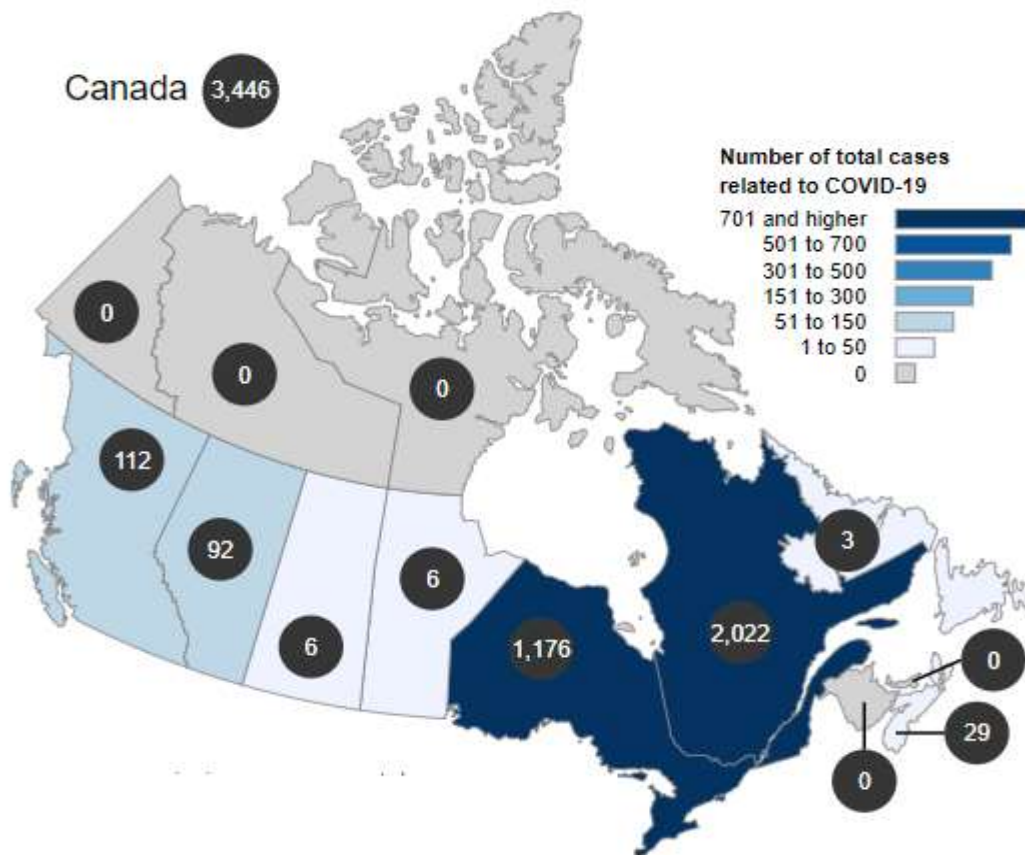 Canada 3,446
Number of total cases
related to COVID-19
701 and higher
501 to 700
301 to 500
151 to 300
51 to 150
1 to 50
0
0
0
0
112
92
6
6
1,176
2,022
3
0
29
0